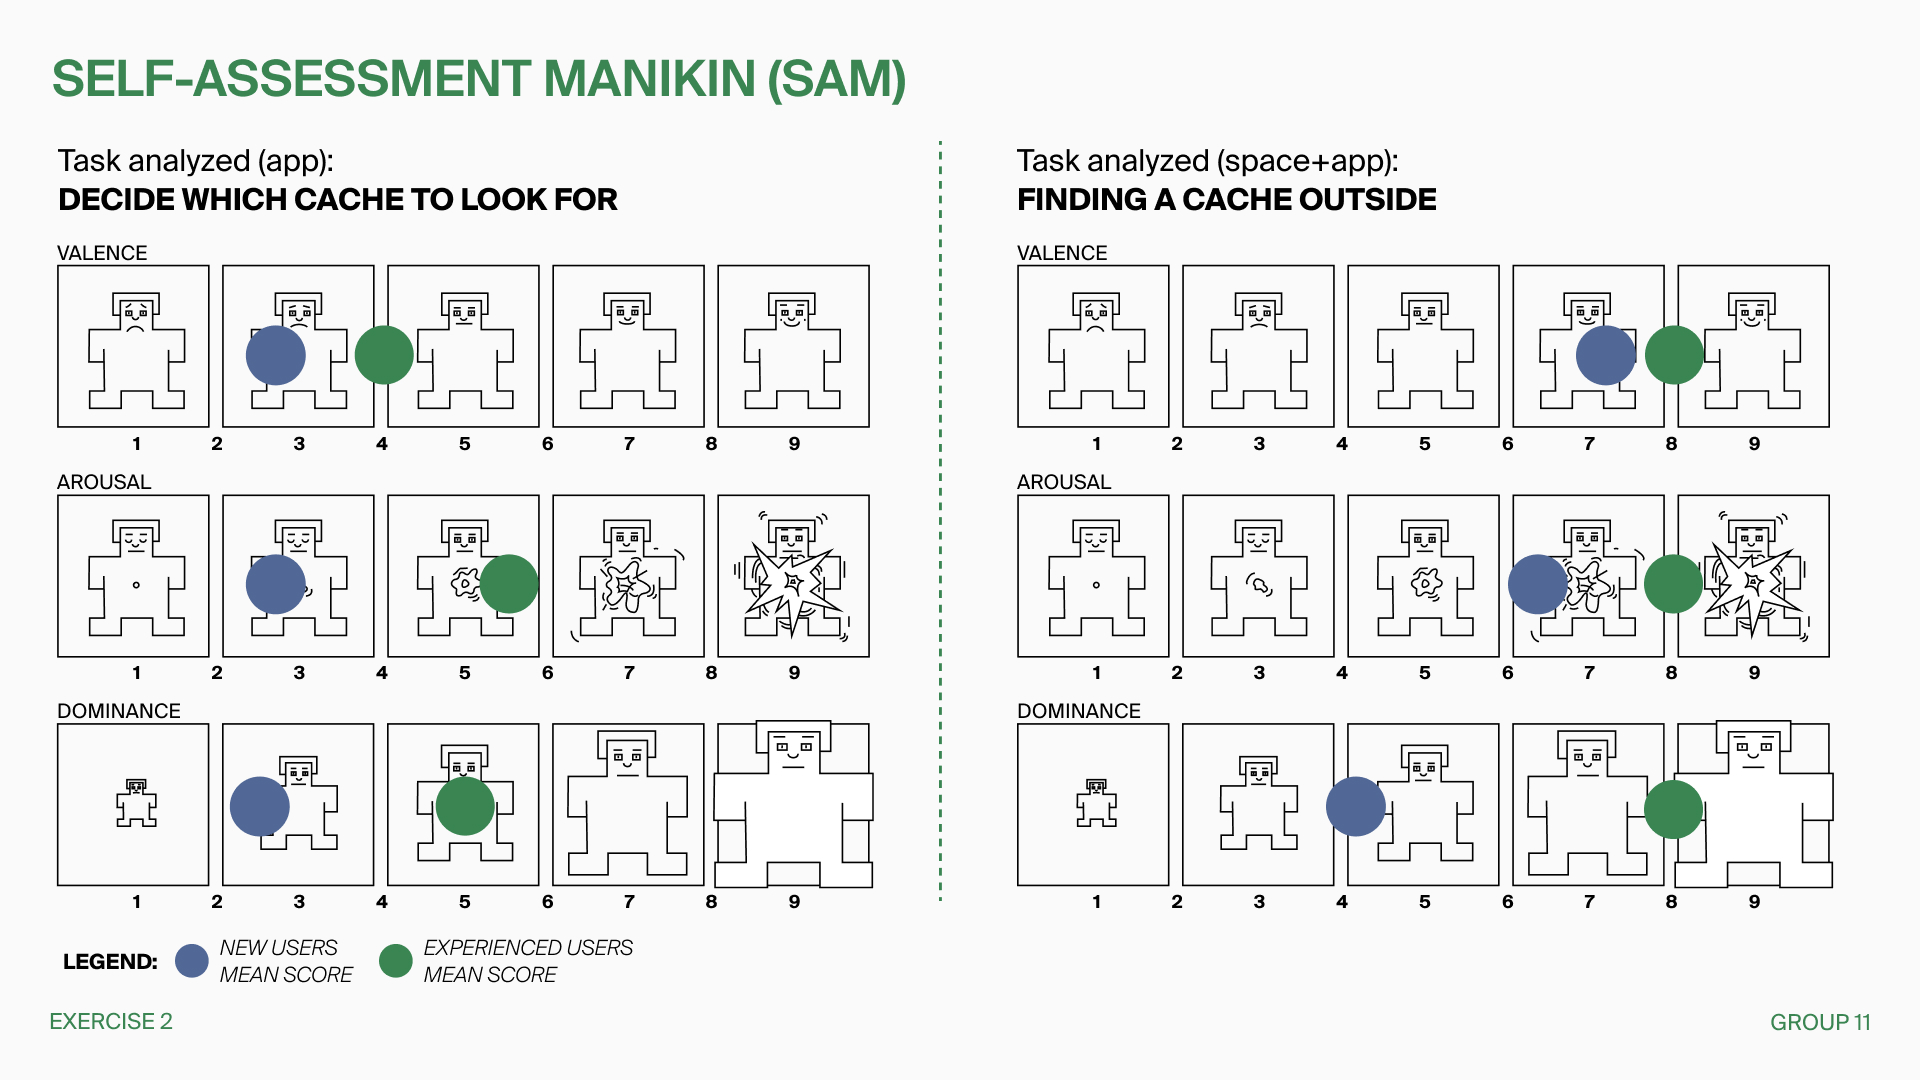 SELF-ASSESSMENT MANIKIN (SAM)
Task analyzed (app):
DECIDE WHICH CACHE TO LOOK FOR
VALENCE
1 2 3 4 5 6 7 8 9
AROUSAL
1 2 3 4 5 6 7 8 9
DOMINANCE
1 2 3 4 5 6 7 8 9
Task analyzed (space+app):
FINDING A CACHE OUTSIDE
VALENCE
1 2 3 4 5 6 7 8 9
AROUSAL
1 2 3 4 5 6 7 8 9
DOMINANCE
1 2 3 4 5 6 7 8 9
LEGEND:
NEW USERS
MEAN SCORE
EXPERIENCED USERS
MEAN SCORE
EXERCISE 2
GROUP 11